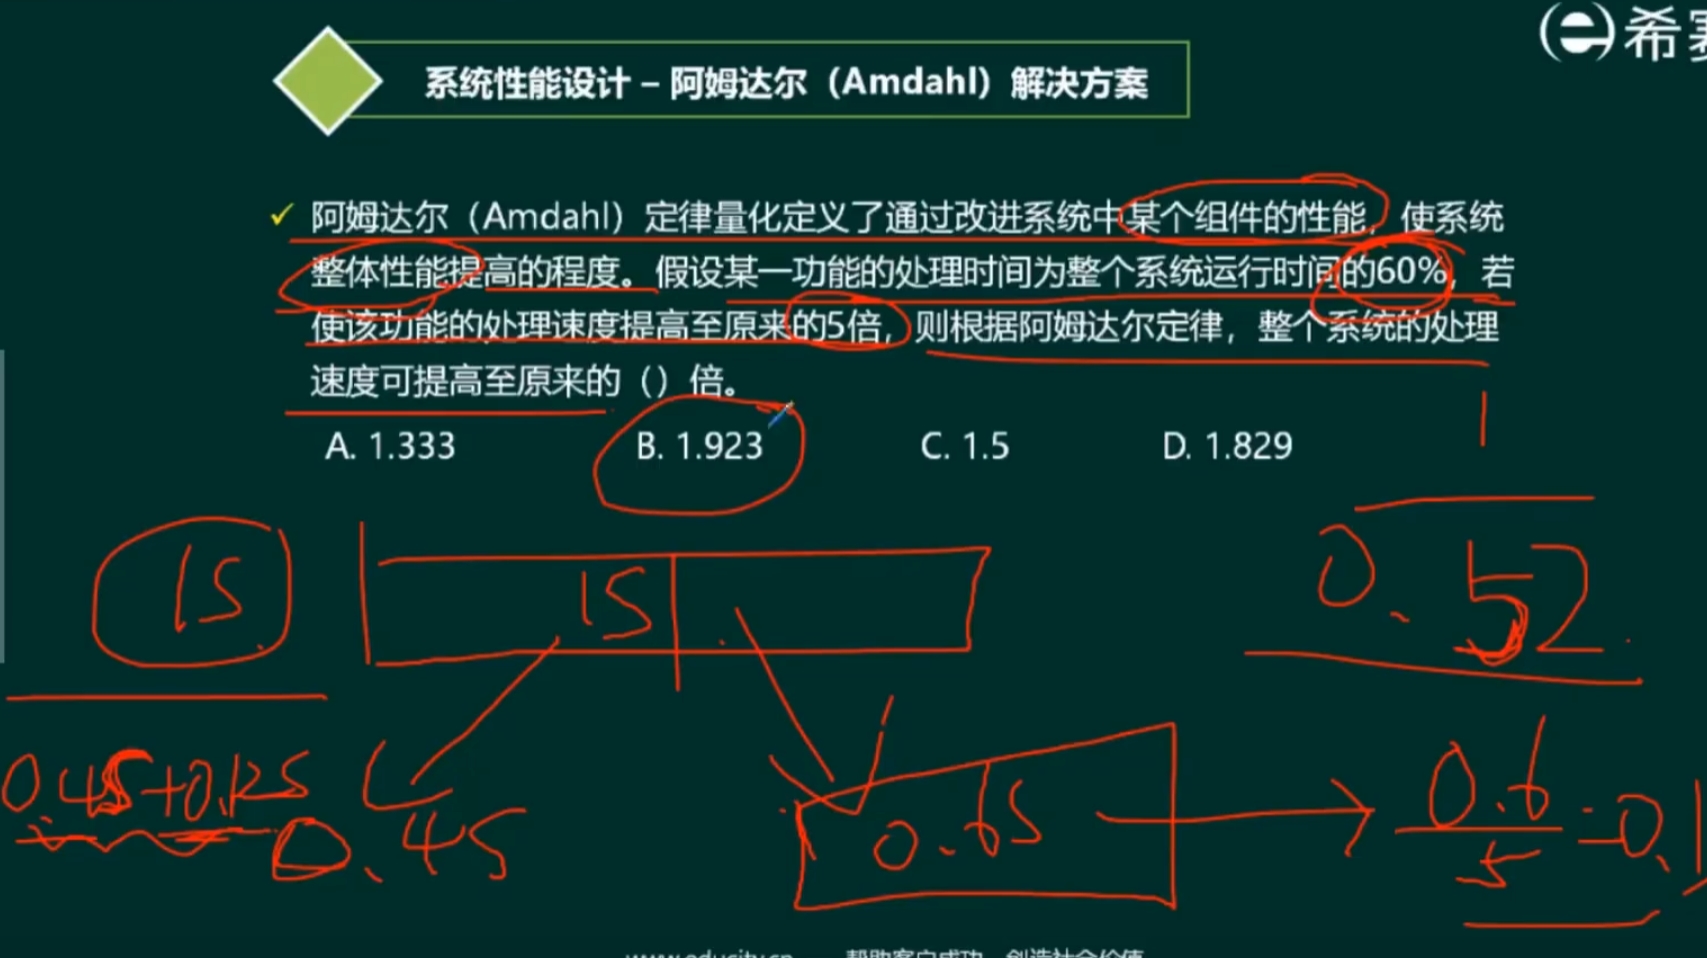 希赛
系统性能设计 – 阿姆达尔（Amdahl）解决方案
✓ 阿姆达尔（Amdahl）定律量化定义了通过改进系统中某个组件的性能，使系统
整体性能提高的程度。假设某一功能的处理时间为整个系统运行时间的60%，若
使该功能的处理速度提高至原来的5倍，则根据阿姆达尔定律，整个系统的处理
速度可提高至原来的（）倍。
A. 1.333 B. 1.923 C. 1.5 D. 1.829
1
0.52
1S
1S
0.4S+0.12S
0.4S
0.6S
0.6
5
=0.1
www.educity.cn 帮助客户成功，创造社会价值